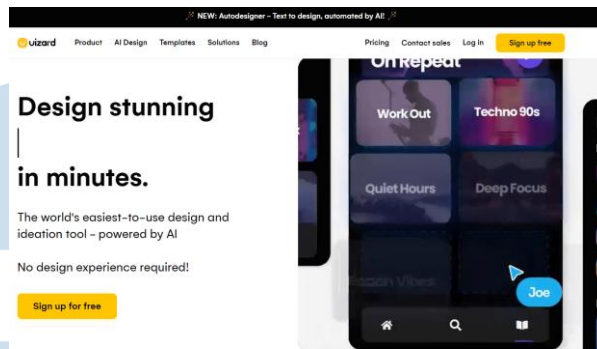 NEW: Autodesigner – Text to design, automated by AI!
uizard Product AI Design Templates Solutions Blog Pricing Contact sales Log in Sign up free
Design stunning
in minutes.
The world's easiest-to-use design and
ideation tool – powered by AI
No design experience required!
Sign up for free
On Repeat
Work Out Techno 90s
Quiet Hours Deep Focus
Vibes
Joe